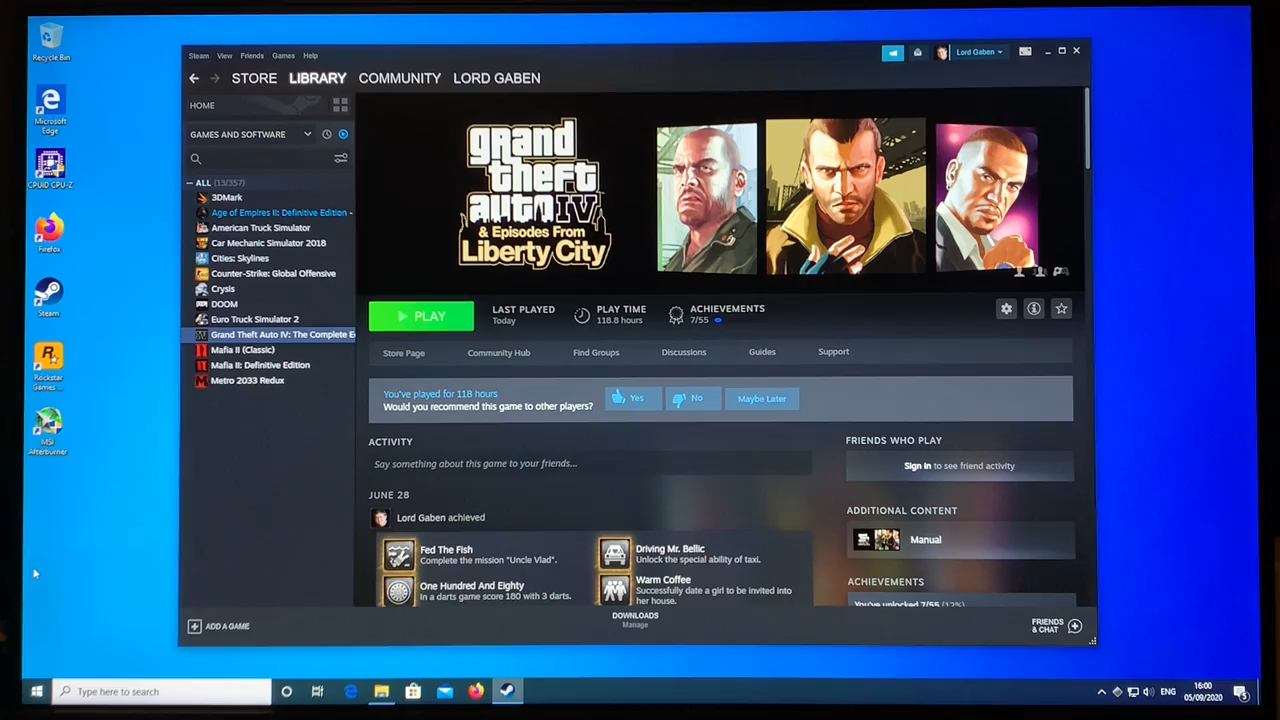 Recycle Bin
Microsoft
Edge
CPUID CPU-Z
Firefox
Steam
Rockstar
Games ...
MSI
Afterburner
Steam View Friends Games Help
Lord Gaben
STORE LIBRARY COMMUNITY LORD GABEN
HOME
GAMES AND SOFTWARE
ALL (13/357)
3DMark
Age of Empires II: Definitive Edition -
American Truck Simulator
Car Mechanic Simulator 2018
Cities: Skylines
Counter-Strike: Global Offensive
Crysis
DOOM
Euro Truck Simulator 2
Grand Theft Auto IV: The Complete E
Mafia II (Classic)
Mafia II: Definitive Edition
Metro 2033 Redux
grand
theft
auto IV
& Episodes From
Liberty City
PLAY
LAST PLAYED
Today
PLAY TIME
118.8 hours
ACHIEVEMENTS
7/55
Store Page Community Hub Find Groups Discussions Guides Support
You've played for 118 hours
Would you recommend this game to other players?
Yes No Maybe Later
ACTIVITY
Say something about this game to your friends...
JUNE 28
Lord Gaben achieved
Fed The Fish
Complete the mission "Uncle Vlad".
Driving Mr. Bellic
Unlock the special ability of taxi.
One Hundred And Eighty
In a darts game score 180 with 3 darts.
Warm Coffee
Successfully date a girl to be invited into
her house.
FRIENDS WHO PLAY
Sign in to see friend activity
ADDITIONAL CONTENT
Manual
ACHIEVEMENTS
You've unlocked 7/55 (12%)
ADD A GAME
DOWNLOADS
Manage
FRIENDS
& CHAT
Type here to search
ENG
16:00
05/09/2020
5